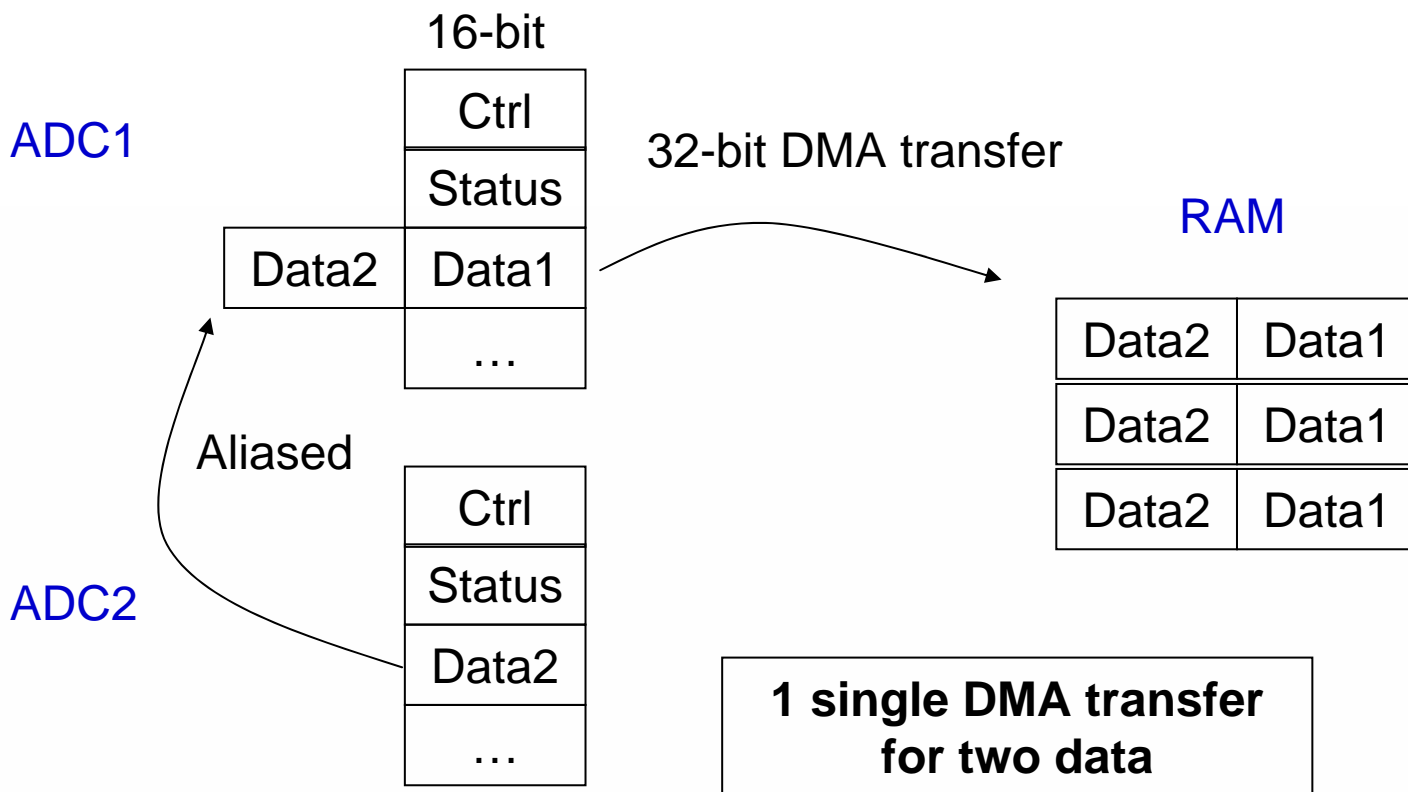 16-bit
ADC1
Ctrl
Status
Data2 Data1
…
32-bit DMA transfer
RAM
Data2 Data1
Data2 Data1
Data2 Data1
Aliased
ADC2
Ctrl
Status
Data2
…
1 single DMA transfer
for two data